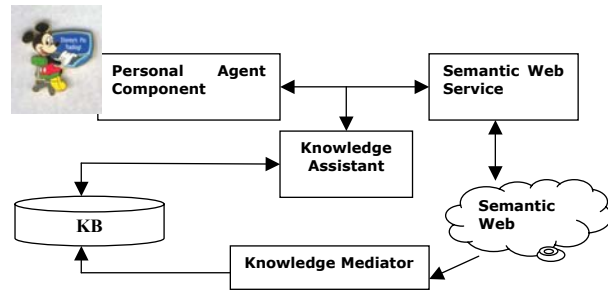 Personal Agent
Component
Semantic Web
Service
Knowledge
Assistant
KB
Semantic
Web
Knowledge Mediator